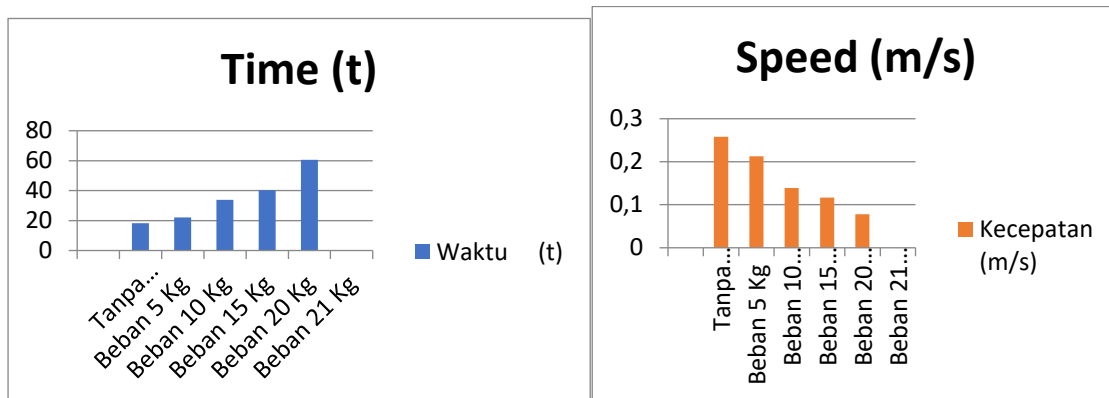 Time (t)
80
60
40
20
0
Tanpa...
Beban 5 Kg
Beban 10 Kg
Beban 15 Kg
Beban 20 Kg
Beban 21 Kg
Waktu (t)
Speed (m/s)
0,3
0,2
0,1
0
Tanpa...
Beban 5 Kg
Beban 10...
Beban 15...
Beban 20...
Beban 21...
Kecepatan
(m/s)